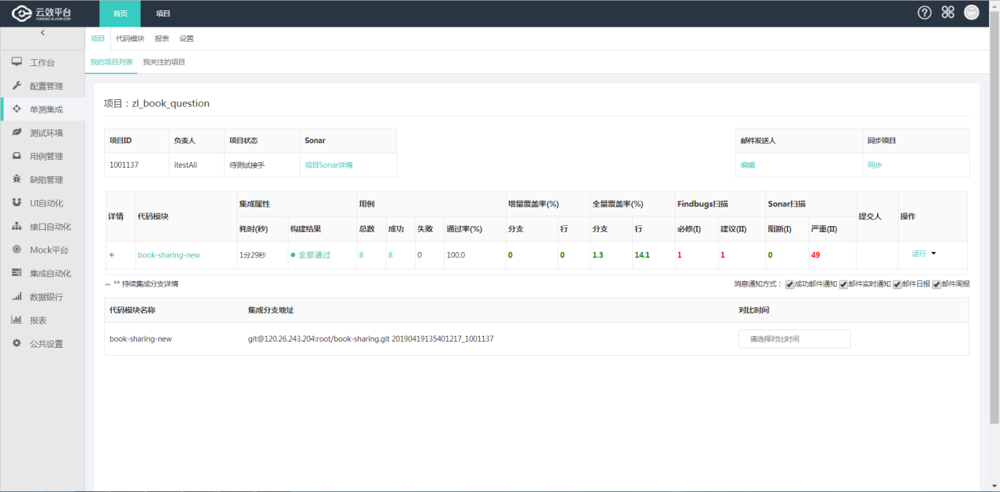 云效平台 首页 项目
YUNXIAO.ALIYUN.COM
项目 代码模块 报表 设置
我的项目列表 我关注的项目
工作台
配置管理
单测集成
测试环境
用例管理
缺陷管理
UI自动化
接口自动化
Mock平台
集成自动化
数据银行
报表
公共设置
项目：zl_book_question
项目ID 负责人 项目状态 Sonar 邮件发送人 同步项目
1001137 itestAli 待测试接手 项目Sonar详情 编辑 同步
详情 代码模块 集成属性 用例 增量覆盖率(%) 全量覆盖率(%) Findbugs扫描 Sonar扫描 提交人 操作
耗时(秒) 构建结果 总数 成功 失败 通过率(%) 分支 行 分支 行 必修(I) 建议(II) 阻断(I) 严重(II)
+ book-sharing-new 1分29秒 全部通过 8 8 0 100.0 0 0 1.3 14.1 1 1 0 49 运行
— ** 持续集成分支详情 消息通知方式： 成功邮件通知 邮件实时通知 邮件日报 邮件周报
代码模块名称 集成分支地址 对比时间
book-sharing-new git@120.26.243.204:root/book-sharing.git 20190419135401217_1001137 请选择对比时间